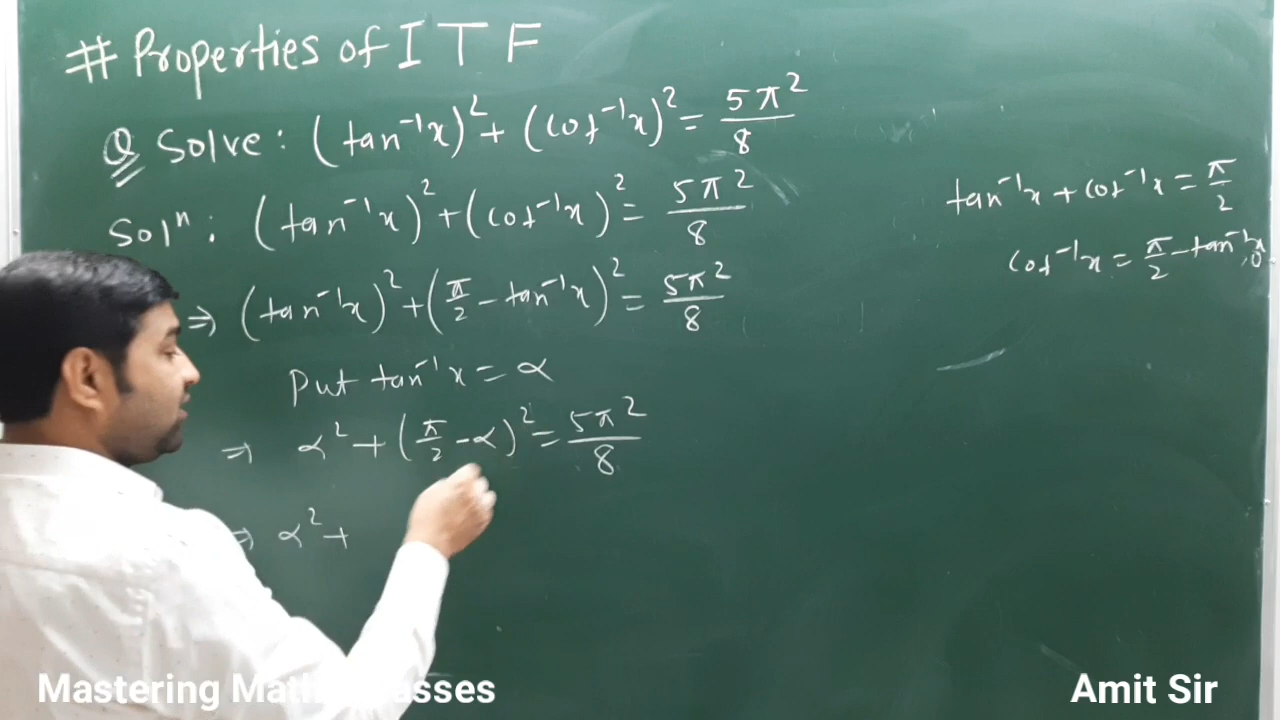 # Properties of I T F
Q Solve: (tan⁻¹x)² + (cot⁻¹x)² = 5π²/8
Solⁿ: (tan⁻¹x)² + (cot⁻¹x)² = 5π²/8
tan⁻¹x + cot⁻¹x = π/2
cot⁻¹x = π/2 - tan⁻¹x
⇒ (tan⁻¹x)² + (π/2 - tan⁻¹x)² = 5π²/8
Put tan⁻¹x = α
⇒ α² + (π/2 - α)² = 5π²/8
⇒ α² +
Mastering Math Classes
Amit Sir